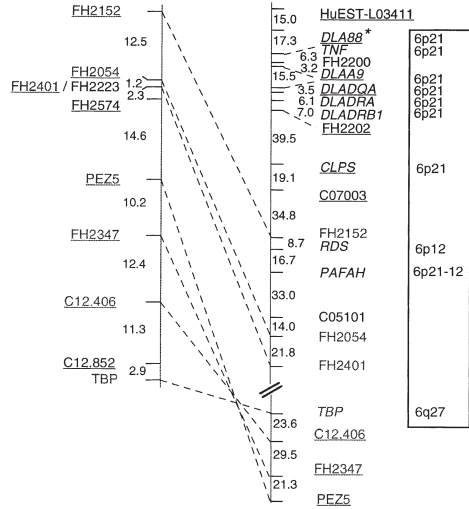 FH2152
12.5
FH2054
1.2
FH2401 / FH2223
2.3
FH2574
14.6
PEZ5
10.2
FH2347
12.4
C12.406
11.3
C12.852
2.9
TBP
15.0 HuEST-L03411
17.3 DLA88* 6p21
TNF 6p21
6.3 FH2200
3.2
15.5 DLAA9 6p21
3.5 DLADQA 6p21
6.1 DLADRA 6p21
7.0 DLADRB1 6p21
FH2202
39.5
CLPS 6p21
19.1
C07003
34.8
FH2152
8.7 RDS 6p12
16.7
PAFAH 6p21-12
33.0
C05101
14.0
FH2054
21.8
FH2401
TBP 6q27
23.6
C12.406
29.5
FH2347
21.3
PEZ5